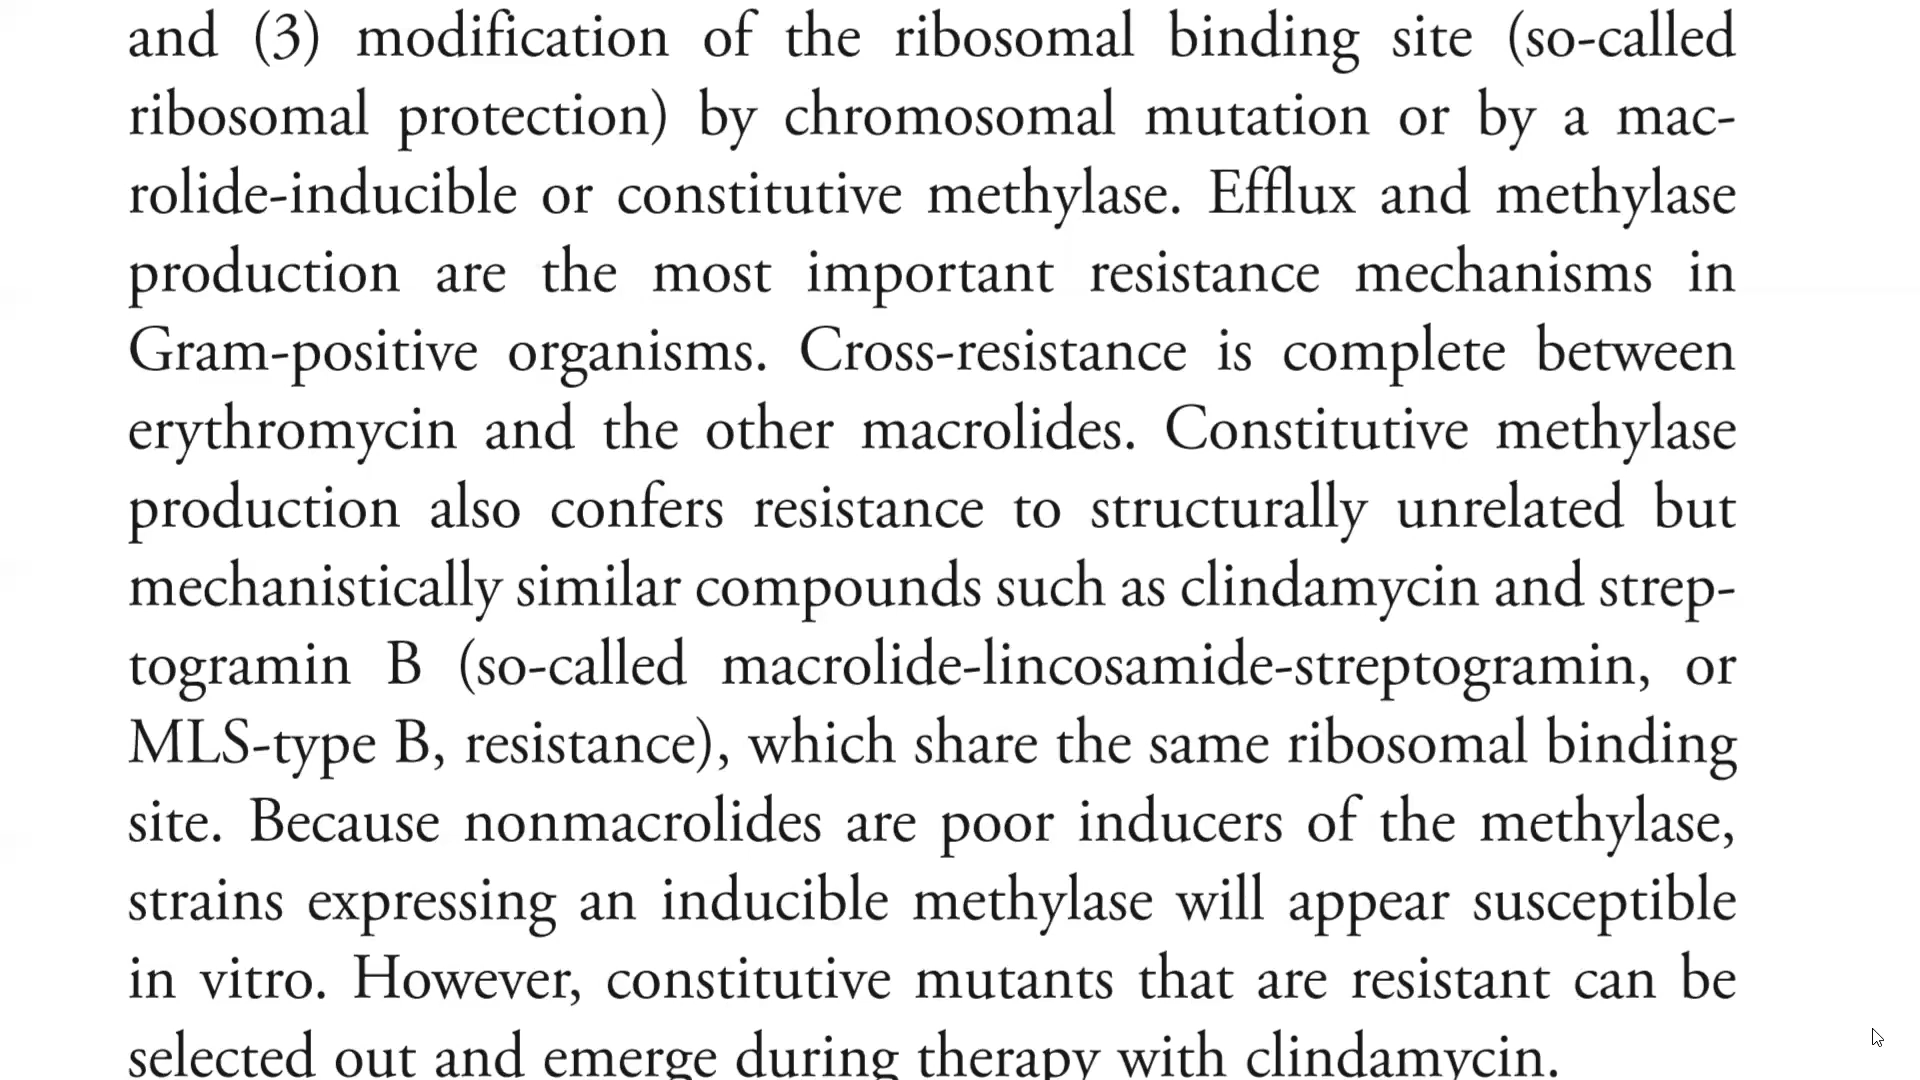 and (3) modification of the ribosomal binding site (so-called
ribosomal protection) by chromosomal mutation or by a mac-
rolide-inducible or constitutive methylase. Efflux and methylase
production are the most important resistance mechanisms in
Gram-positive organisms. Cross-resistance is complete between
erythromycin and the other macrolides. Constitutive methylase
production also confers resistance to structurally unrelated but
mechanistically similar compounds such as clindamycin and strep-
togramin B (so-called macrolide-lincosamide-streptogramin, or
MLS-type B, resistance), which share the same ribosomal binding
site. Because nonmacrolides are poor inducers of the methylase,
strains expressing an inducible methylase will appear susceptible
in vitro. However, constitutive mutants that are resistant can be
selected out and emerge during therapy with clindamycin.